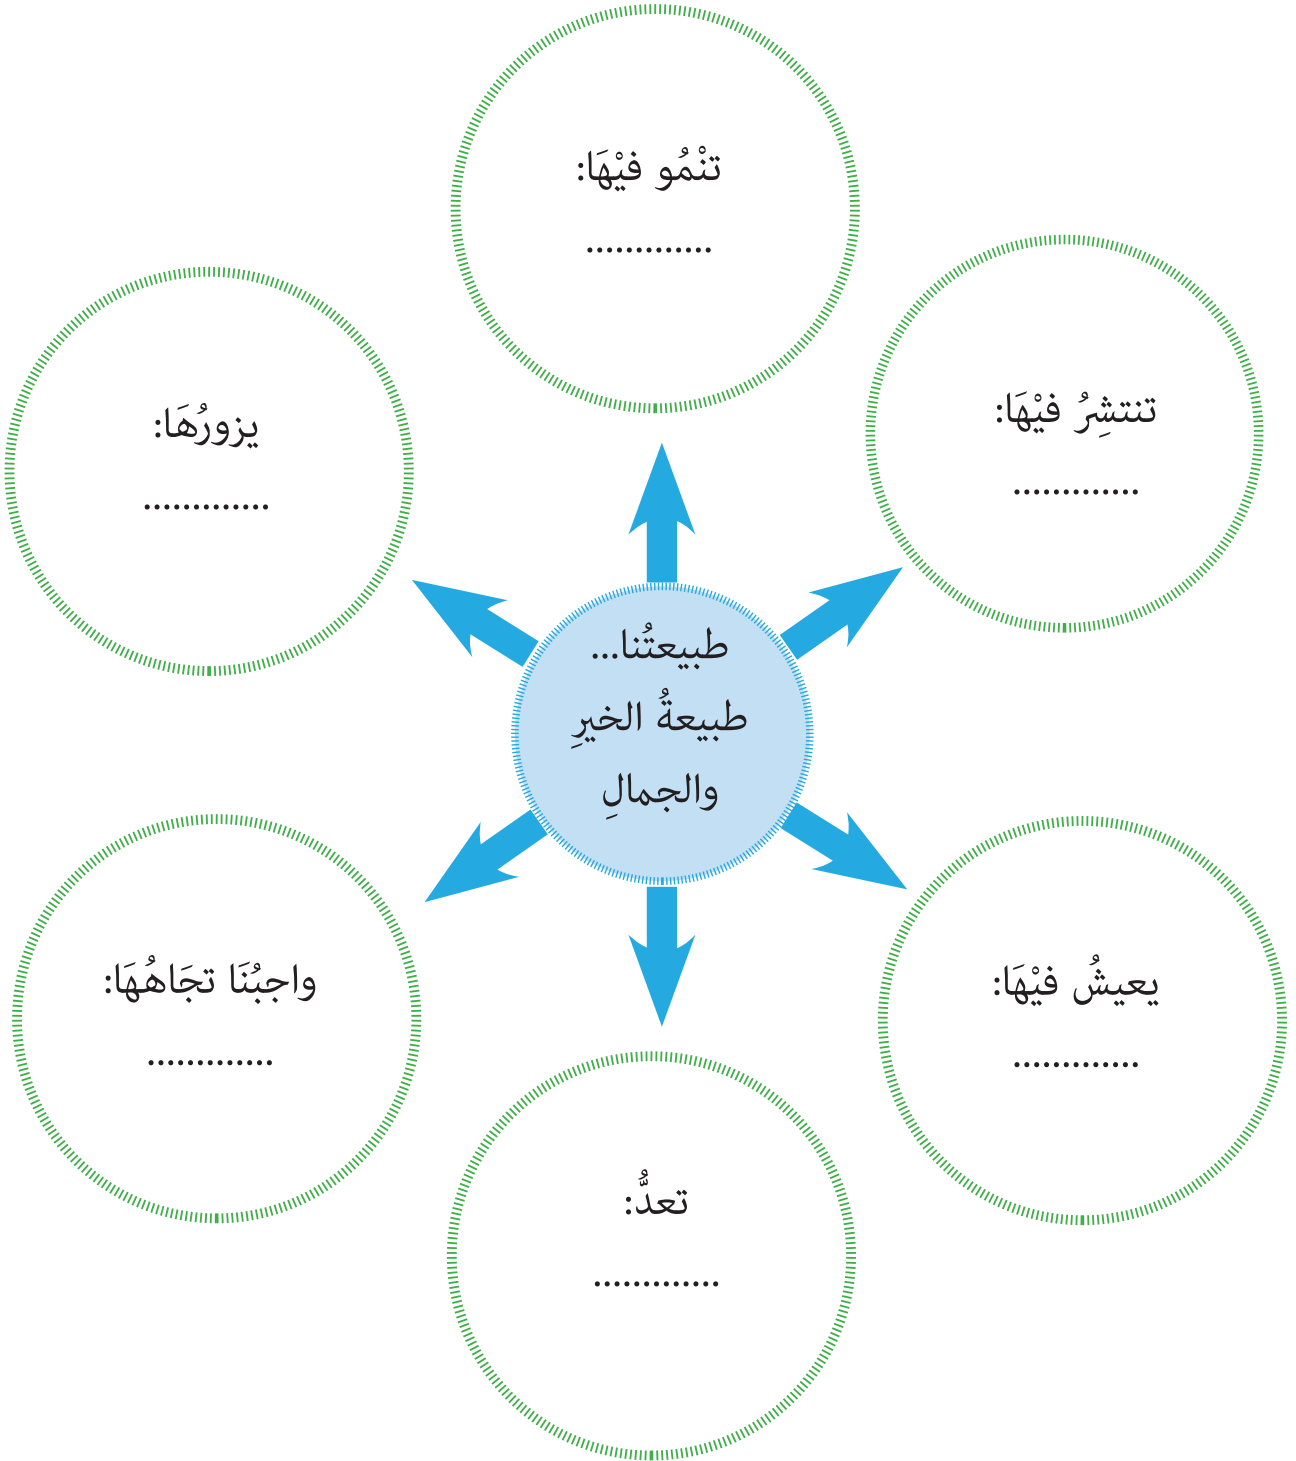 تنْمُو فيْهَا:
.............
تنتشِرُ فيْهَا:
.............
يزورُهَا:
.............
طبيعتُنا...
طبيعةُ الخيرِ
والجمالِ
يعيشُ فيْهَا:
.............
واجبُنَا تجَاهُهَا:
.............
تعدُّ:
.............